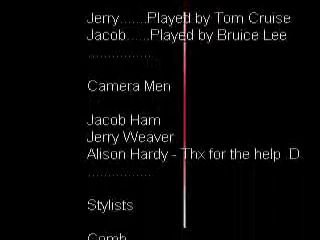 Jerry.......Played by Tom Cruise
Jacob......Played by Bruice Lee
.................
Camera Men
Jacob Ham
Jerry Weaver
Alison Hardy - Thx for the help :D
.................
Stylists
Comb